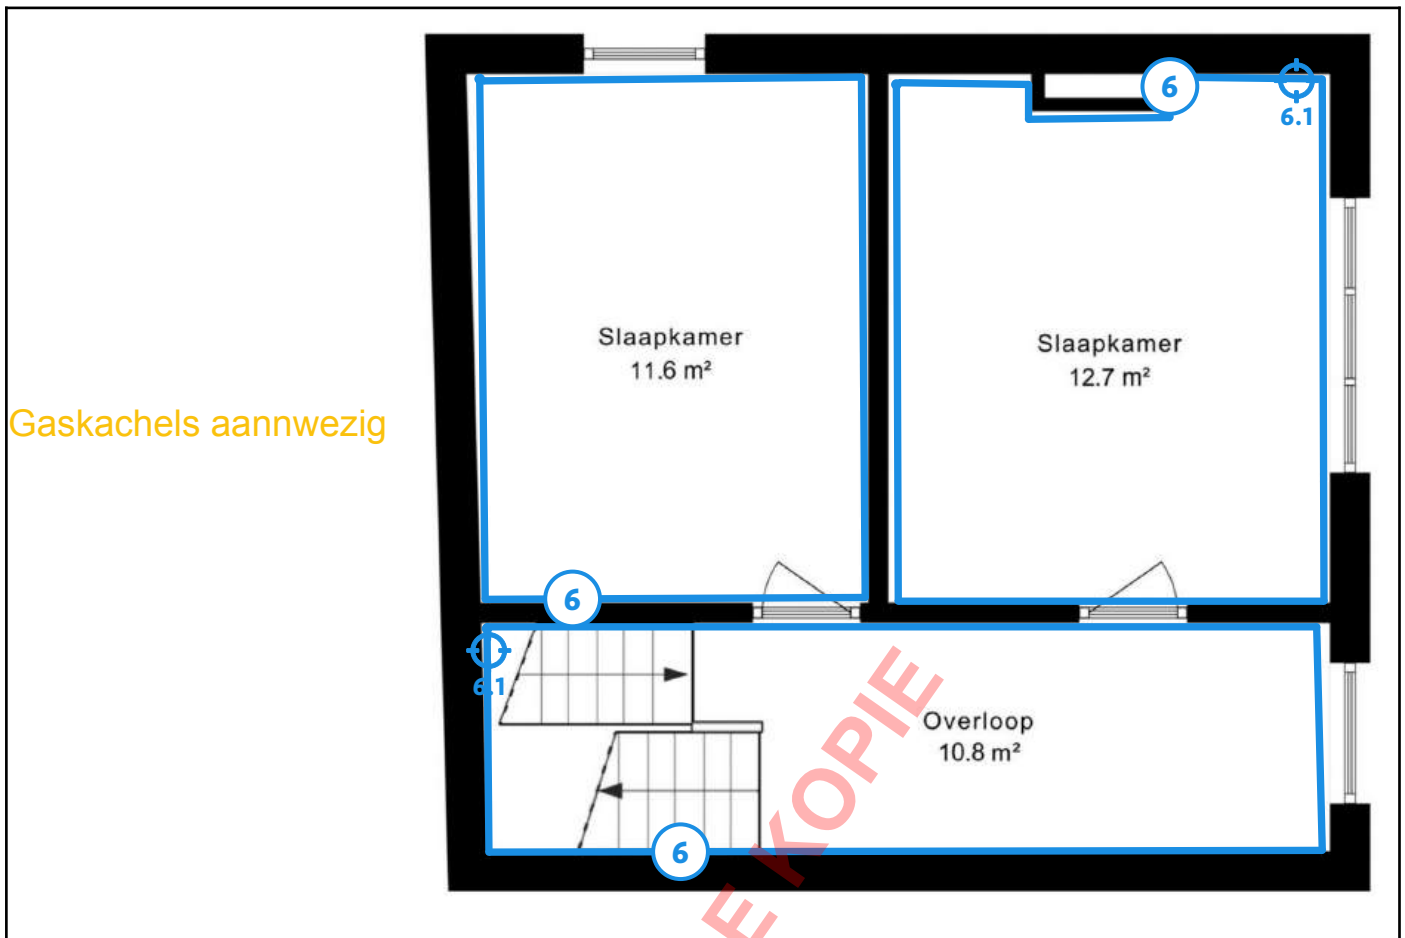 6
6.1
Slaapkamer
11.6 m²
Slaapkamer
12.7 m²
Gaskachels aannwezig
6
6.1
Overloop
10.8 m²
6
E KOPIE